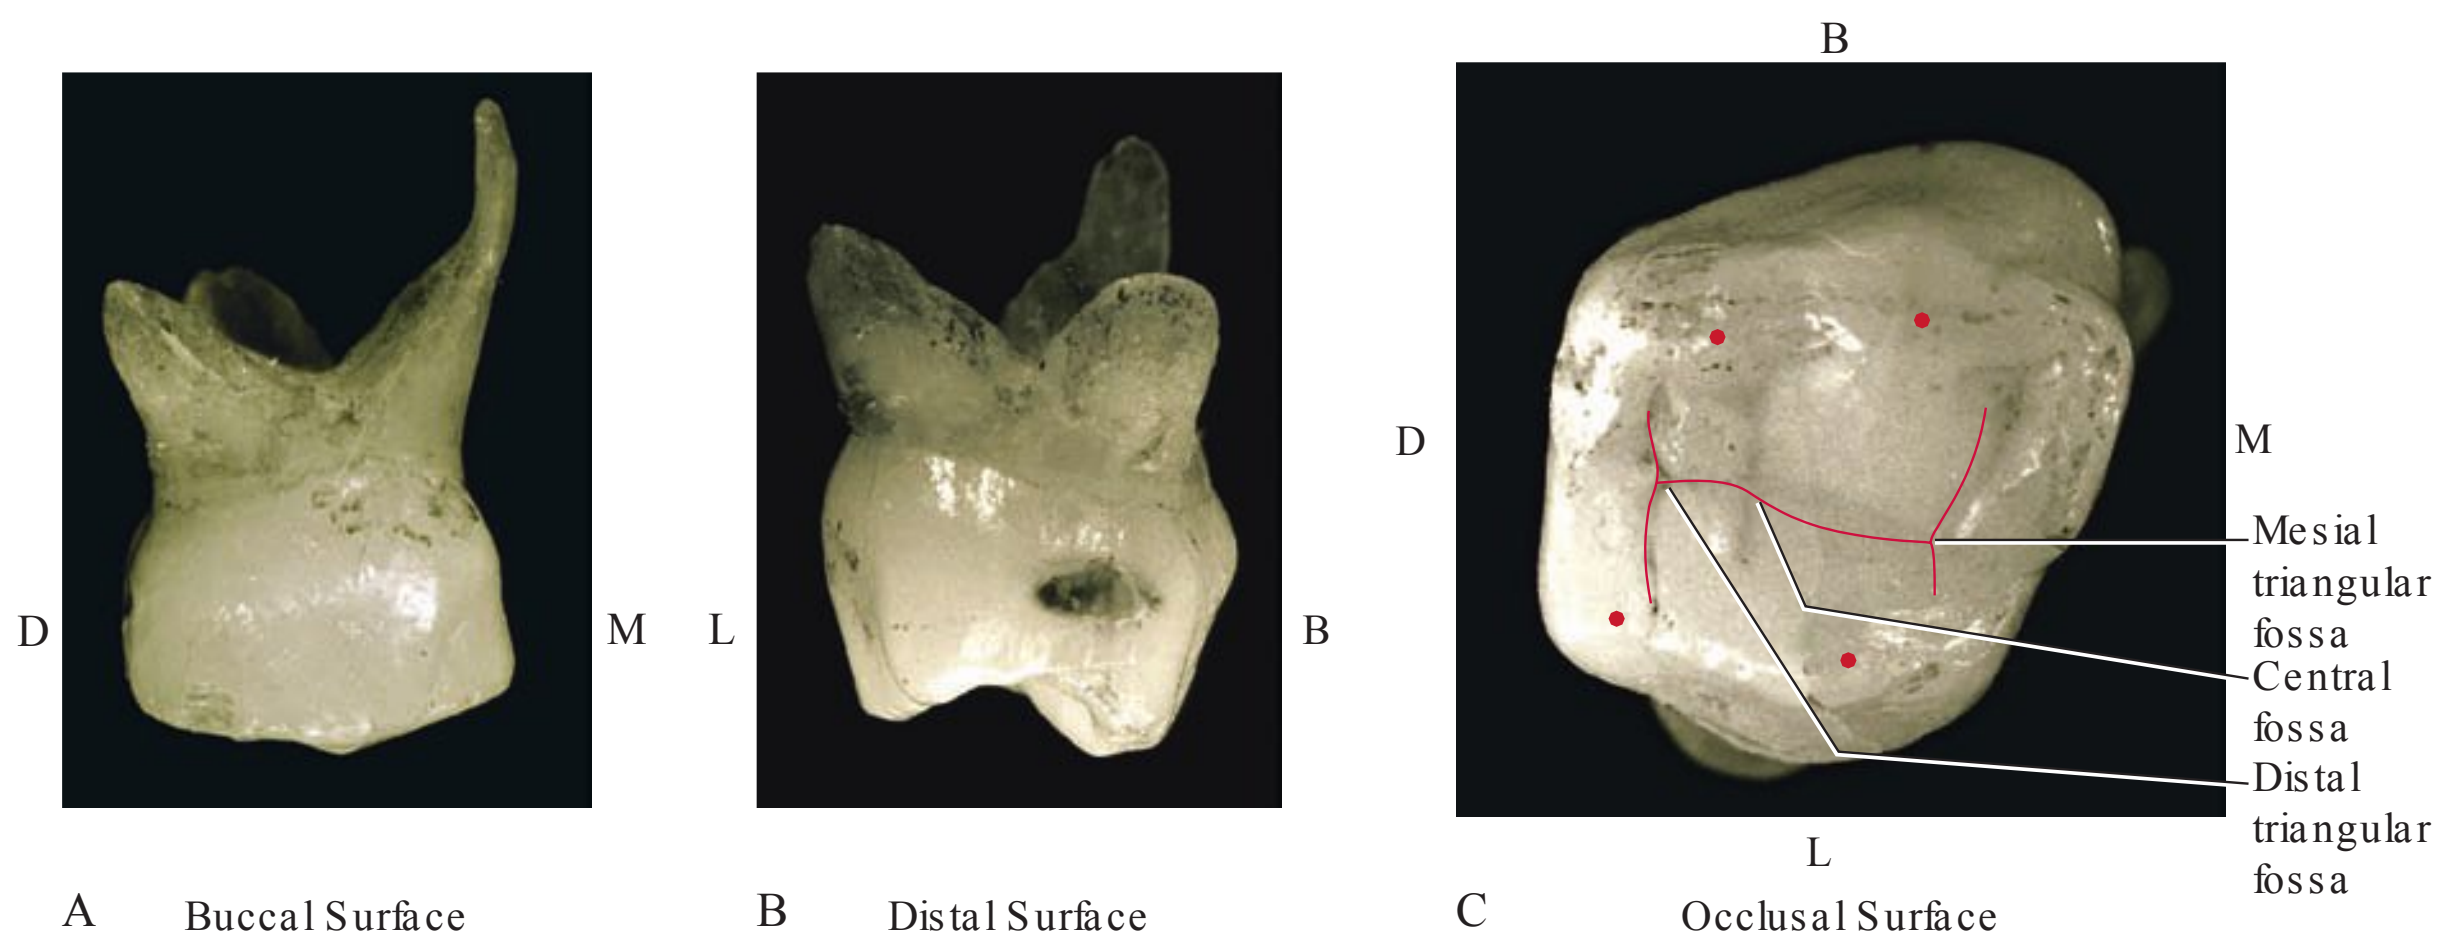 B
D
M
L
B
D
M
Mesial
triangular
fossa
Central
fossa
Distal
triangular
fossa
L
A Buccal Surface
B Distal Surface
C Occlusal Surface